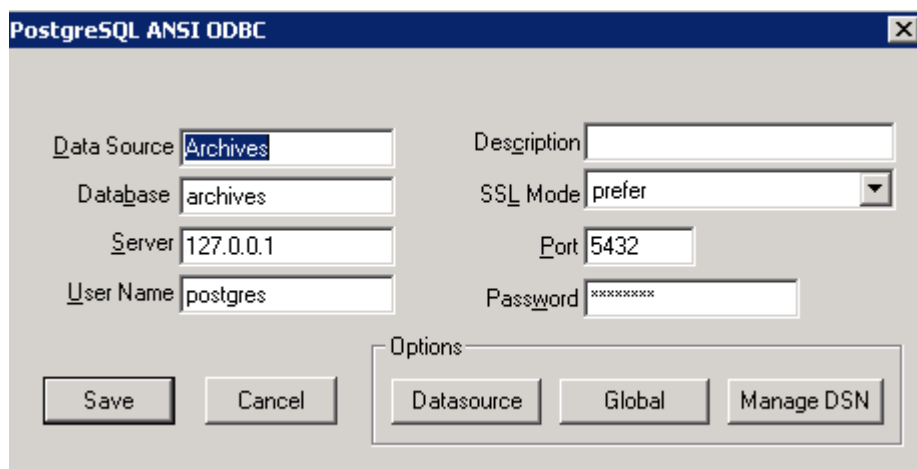 PostgreSQL ANSI ODBC
Data Source Archives Description
Database archives SSL Mode prefer
Server 127.0.0.1 Port 5432
User Name postgres Password ********
Options
Save Cancel Datasource Global Manage DSN